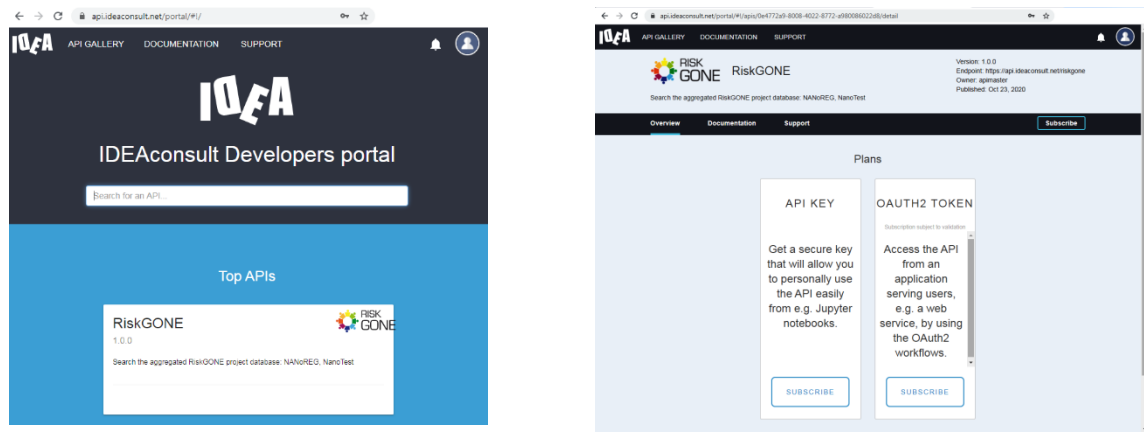 api.ideaconsult.net/portal/#!/
IDEA API GALLERY DOCUMENTATION SUPPORT
IDEA
IDEAconsult Developers portal
Search for an API...
Top APIs
RiskGONE
1.0.0
RISK
GONE
Search the aggregated RiskGONE project database: NANoREG, NanoTest
api.ideaconsult.net/portal/#!/apis/0e4772a9-8008-4022-8772-a980086022d8/detail
IDEA API GALLERY DOCUMENTATION SUPPORT
RISK
GONE
RiskGONE
Search the aggregated RiskGONE project database: NANoREG, NanoTest
Version: 1.0.0
Endpoint: https://api.ideaconsult.net/riskgone
Owner: apimaster
Published: Oct 23, 2020
Overview Documentation Support Subscribe
Plans
API KEY
Get a secure key
that will allow you
to personally use
the API easily
from e.g. Jupyter
notebooks.
SUBSCRIBE
OAUTH2 TOKEN
Subscription subject to validation
Access the API
from an
application
serving users,
e.g. a web
service, by using
the OAuth2
workflows.
SUBSCRIBE